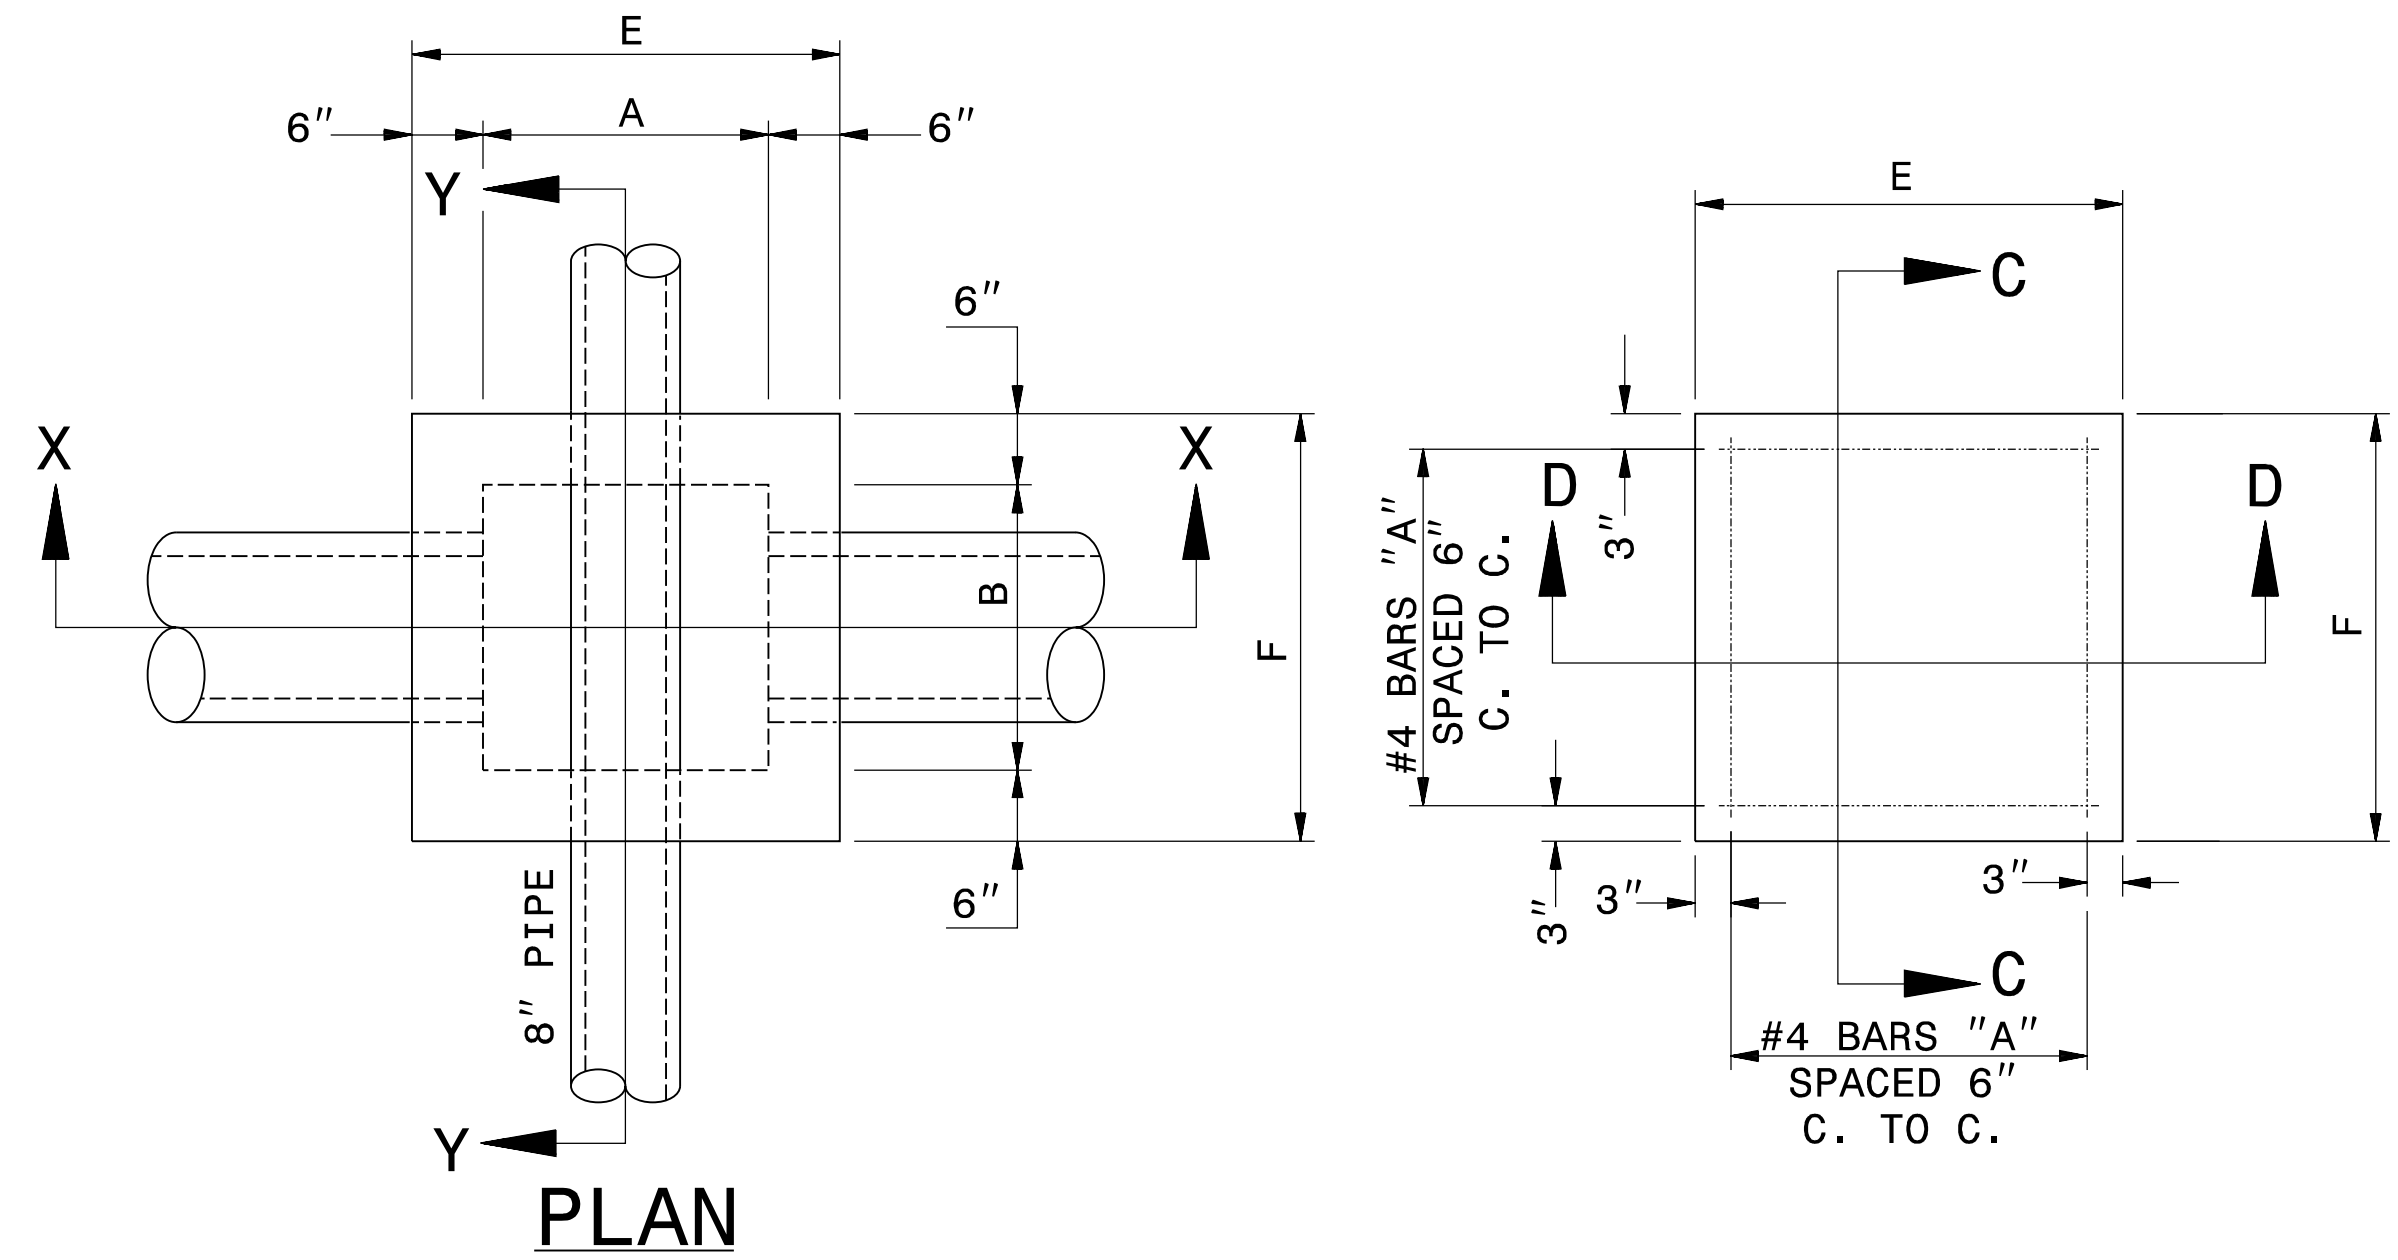 E
6"
A
6"
Y
6"
X
X
B
F
8" PIPE
6"
Y
PLAN
E
C
3"
D
D
#4 BARS "A"
SPACED 6"
C. TO C.
F
3"
3"
3"
C
#4 BARS "A"
SPACED 6"
C. TO C.